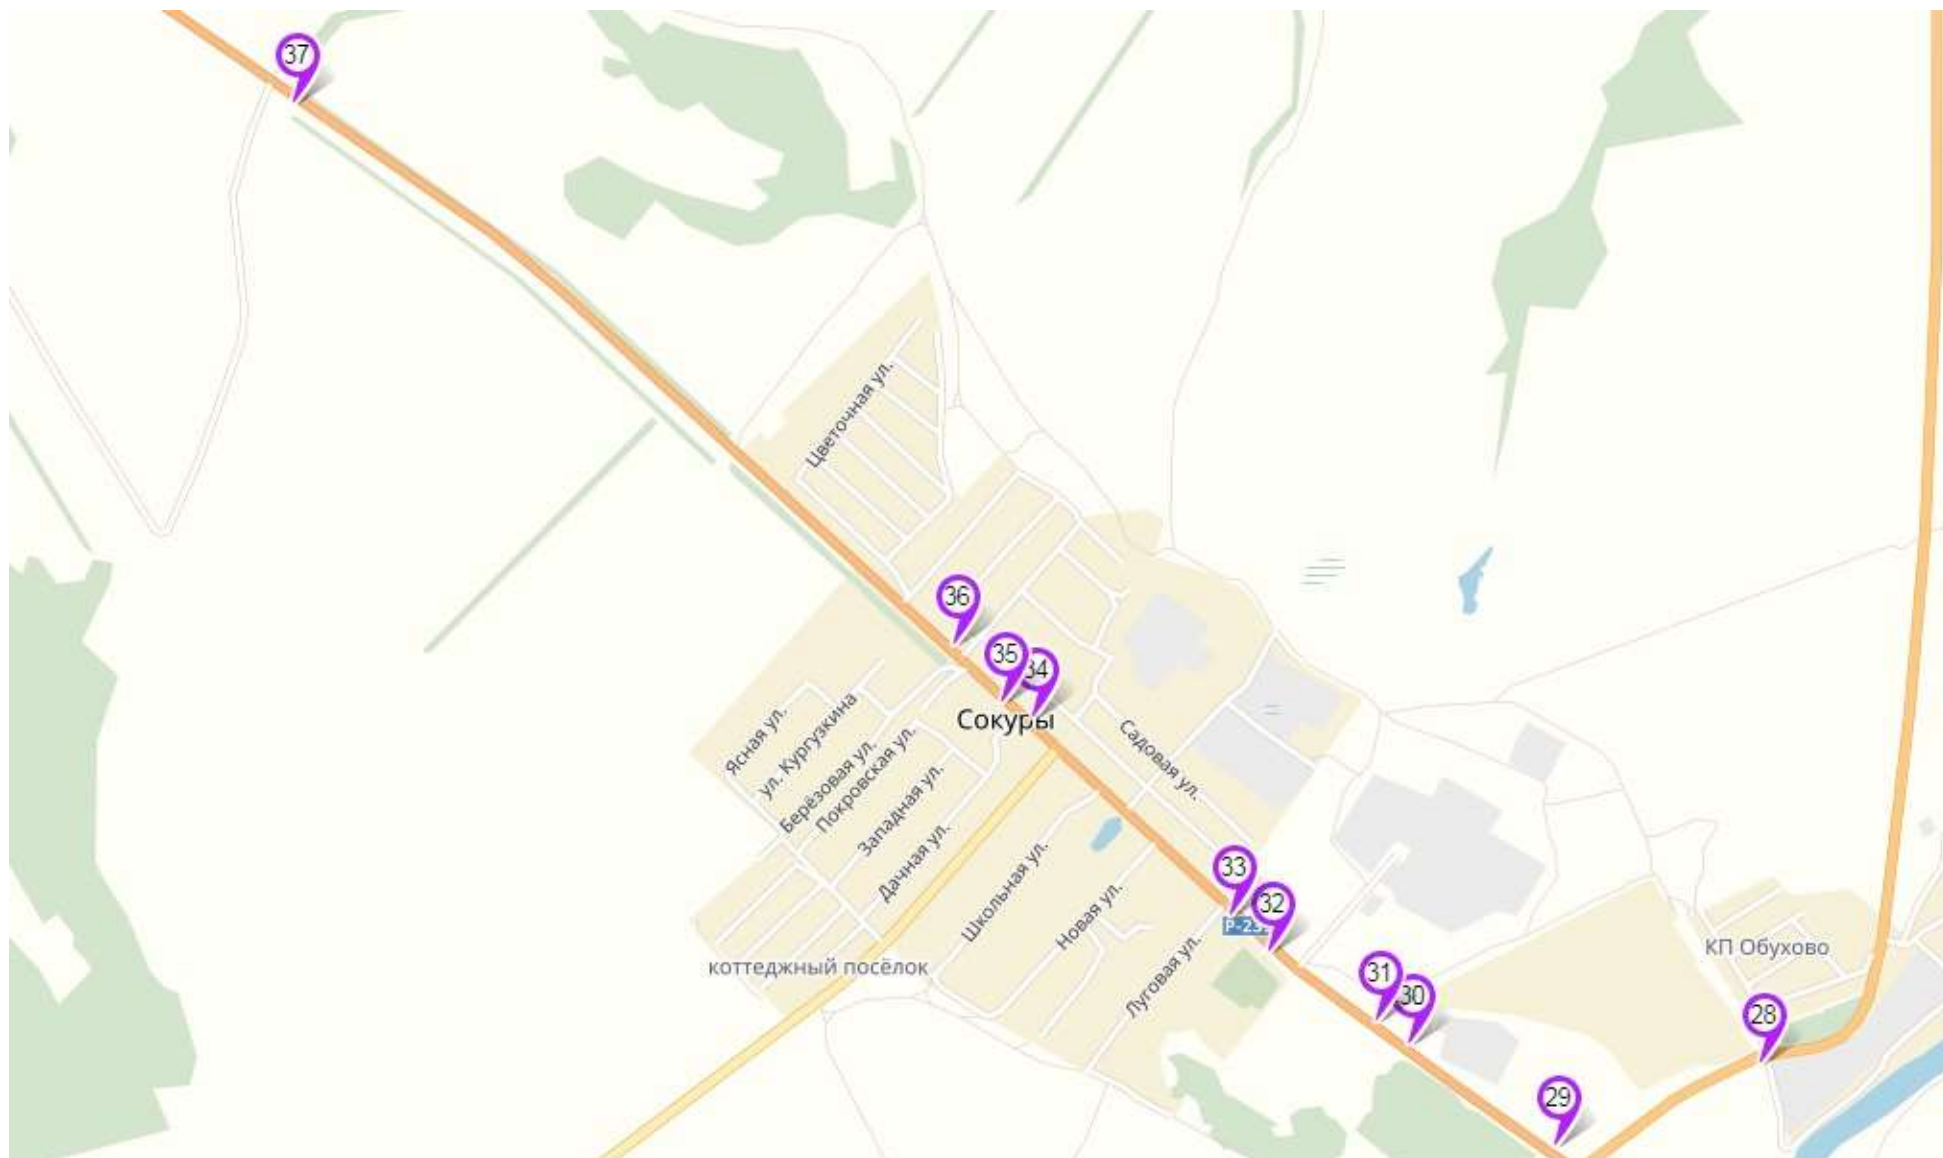 37
Цветочная ул.
36
35
34
Сокуры
Ясная ул.
ул. Кургузкина
Берёзовая ул.
Покровская ул.
Западная ул.
Дачная ул.
Садовая ул.
Школьная ул.
Новая ул.
Луговая ул.
33
32
коттеджный посёлок
КП Обухово
31
30
28
29